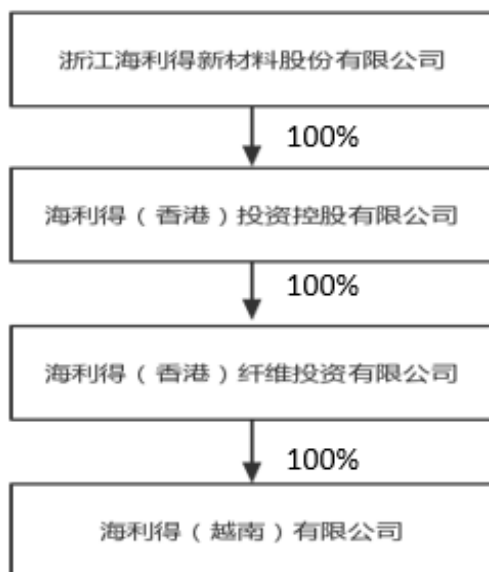 浙江海利得新材料股份有限公司
100%
海利得（香港）投资控股有限公司
100%
海利得（香港）纤维投资有限公司
100%
海利得（越南）有限公司